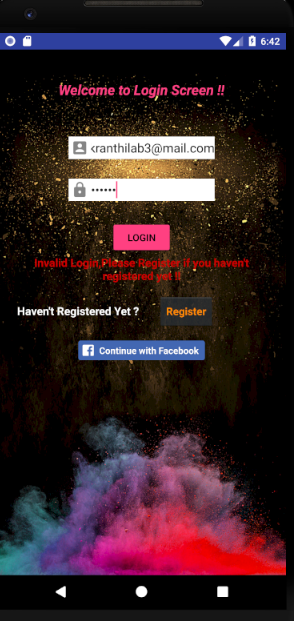 6:42
Welcome to Login Screen !!
kranthilab3@mail.com
••••••
LOGIN
Invalid Login Please Register if you haven't
registered yet !!
Haven't Registered Yet ?
Register
Continue with Facebook